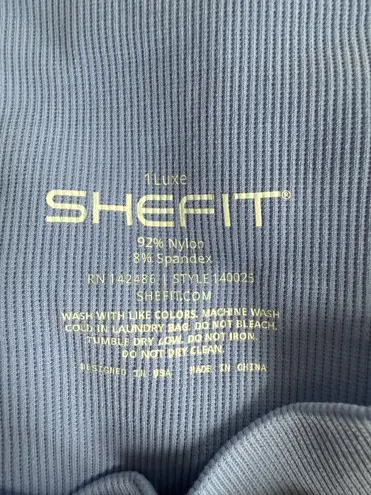 1Luxe
SHEFIT®
92% Nylon
8% Spandex
RN 142486 | STYLE 140025
SHEFIT.COM
WASH WITH LIKE COLORS. MACHINE WASH
COLD IN LAUNDRY BAG. DO NOT BLEACH.
TUMBLE DRY LOW. DO NOT IRON.
DO NOT DRY CLEAN.
DESIGNED IN USA MADE IN CHINA